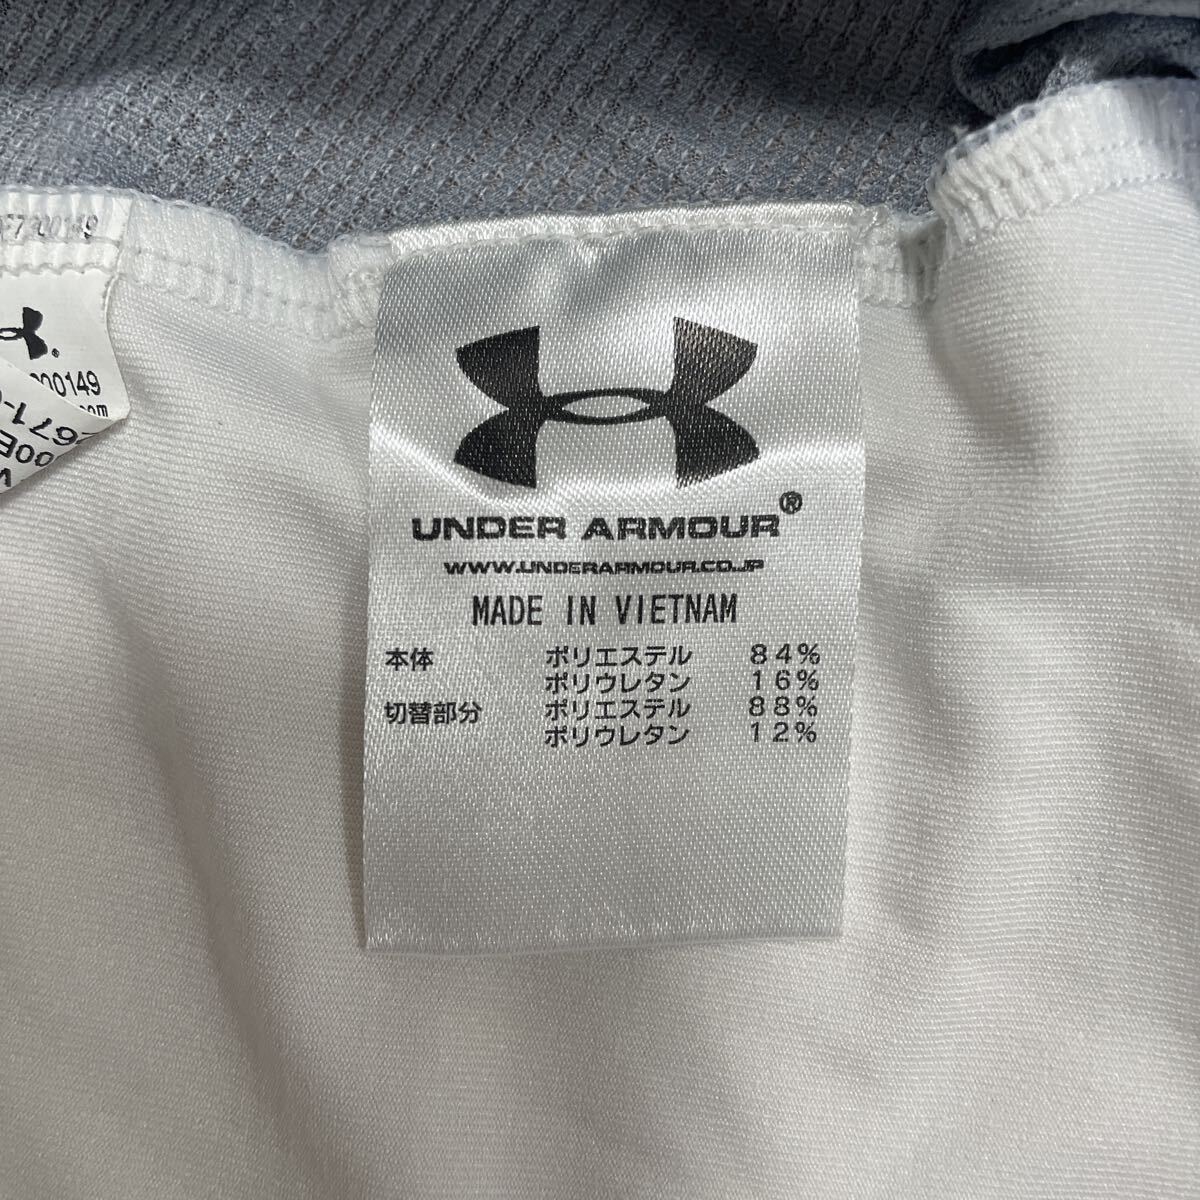 UNDER ARMOUR®
WWW.UNDERARMOUR.CO.JP
MADE IN VIETNAM
本体 ポリエステル 84%
ポリウレタン 16%
切替部分 ポリエステル 88%
ポリウレタン 12%